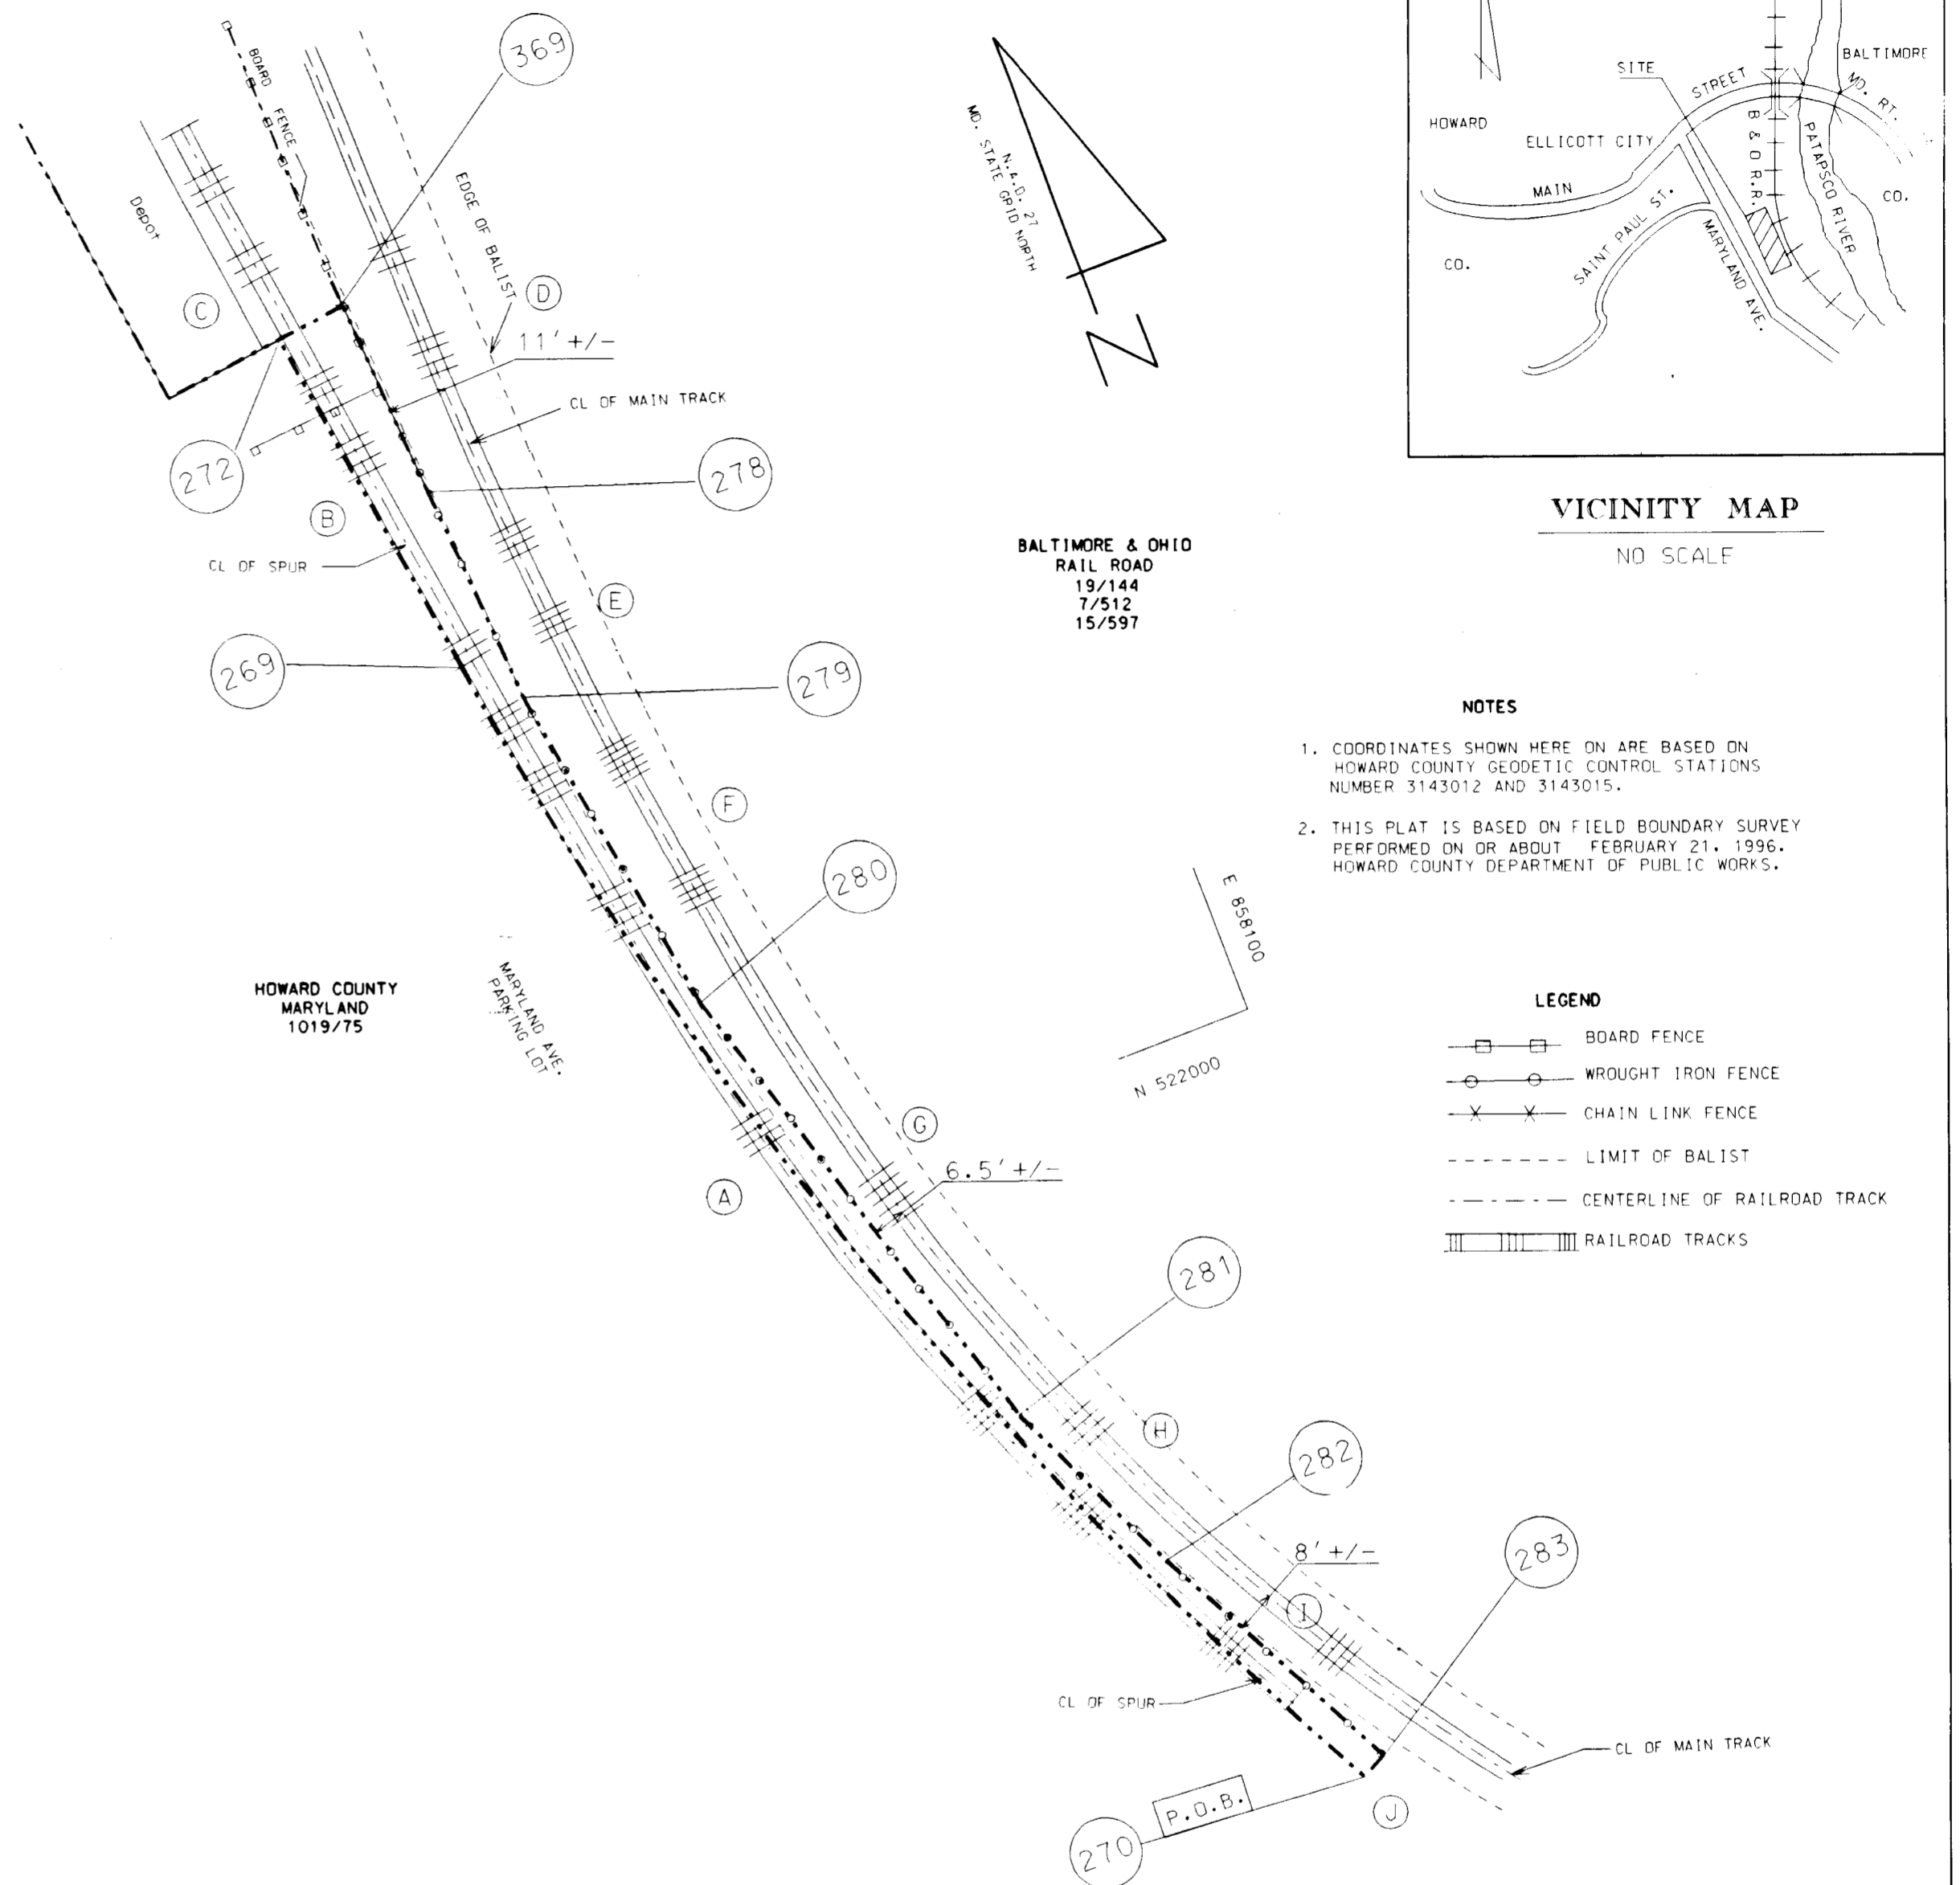 369
BOARD FENCE
EDGE OF BALIST
Depot
C
D
11'+/-
CL OF MAIN TRACK
272
278
B
CL OF SPUR
E
269
279
F
280
HOWARD COUNTY
MARYLAND
1019/75
MARYLAND AVE.
PARKING LOT
A
G
6.5'+/-
281
H
282
8'+/-
I
283
CL OF SPUR
CL OF MAIN TRACK
P.O.B.
270
J
N.A.D. 27
MD. STATE GRID NORTH
N
BALTIMORE & OHIO
RAIL ROAD
19/144
7/512
15/597
E 858100
N 522000
SITE
STREET
BALTIMORE
MD. RT.
HOWARD
ELLICOTT CITY
B & O R.R.
PATAPSCO RIVER
MAIN
CO.
SAINT PAUL ST.
MARYLAND AVE.
CO.
VICINITY MAP
NO SCALE
NOTES
1. COORDINATES SHOWN HERE ON ARE BASED ON
HOWARD COUNTY GEODETIC CONTROL STATIONS
NUMBER 3143012 AND 3143015.
2. THIS PLAT IS BASED ON FIELD BOUNDARY SURVEY
PERFORMED ON OR ABOUT FEBRUARY 21. 1996.
HOWARD COUNTY DEPARTMENT OF PUBLIC WORKS.
LEGEND
BOARD FENCE
WROUGHT IRON FENCE
CHAIN LINK FENCE
LIMIT OF BALIST
CENTERLINE OF RAILROAD TRACK
RAILROAD TRACKS